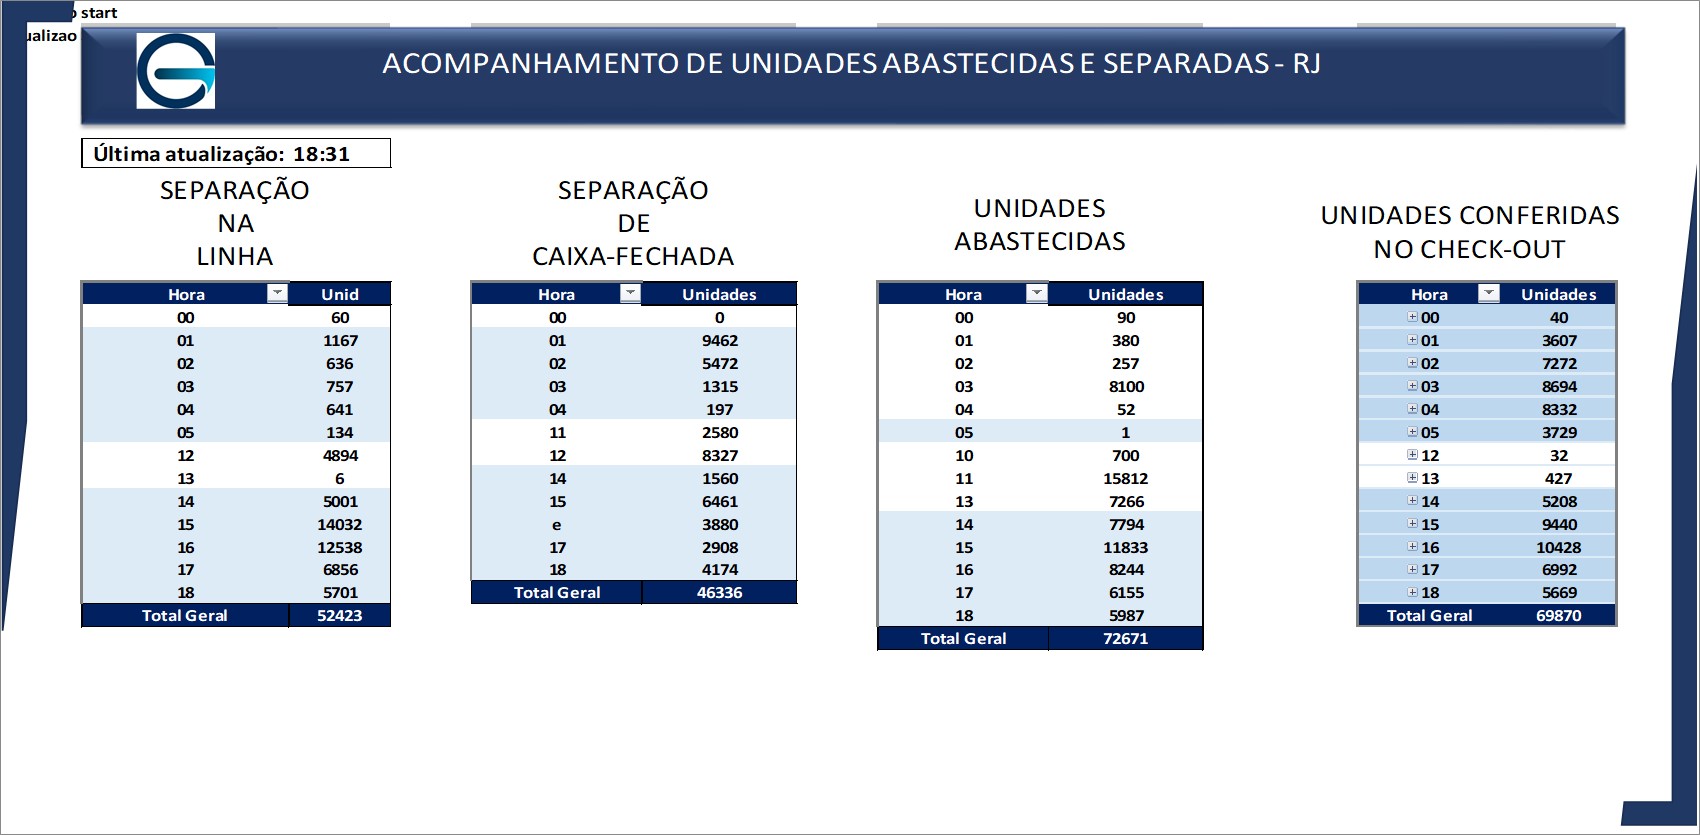 start
ualizao
ACOMPANHAMENTO DE UNIDADES ABASTECIDAS E SEPARADAS - RJ
Última atualização: 18:31
SEPARAÇÃO
NA
LINHA
Hora Unid
00 60
01 1167
02 636
03 757
04 641
05 134
12 4894
13 6
14 5001
15 14032
16 12538
17 6856
18 5701
Total Geral 52423
SEPARAÇÃO
DE
CAIXA-FECHADA
Hora Unidades
00 0
01 9462
02 5472
03 1315
04 197
11 2580
12 8327
14 1560
15 6461
e 3880
17 2908
18 4174
Total Geral 46336
UNIDADES
ABASTECIDAS
Hora Unidades
00 90
01 380
02 257
03 8100
04 52
05 1
10 700
11 15812
13 7266
14 7794
15 11833
16 8244
17 6155
18 5987
Total Geral 72671
UNIDADES CONFERIDAS
NO CHECK-OUT
Hora Unidades
00 40
01 3607
02 7272
03 8694
04 8332
05 3729
12 32
13 427
14 5208
15 9440
16 10428
17 6992
18 5669
Total Geral 69870